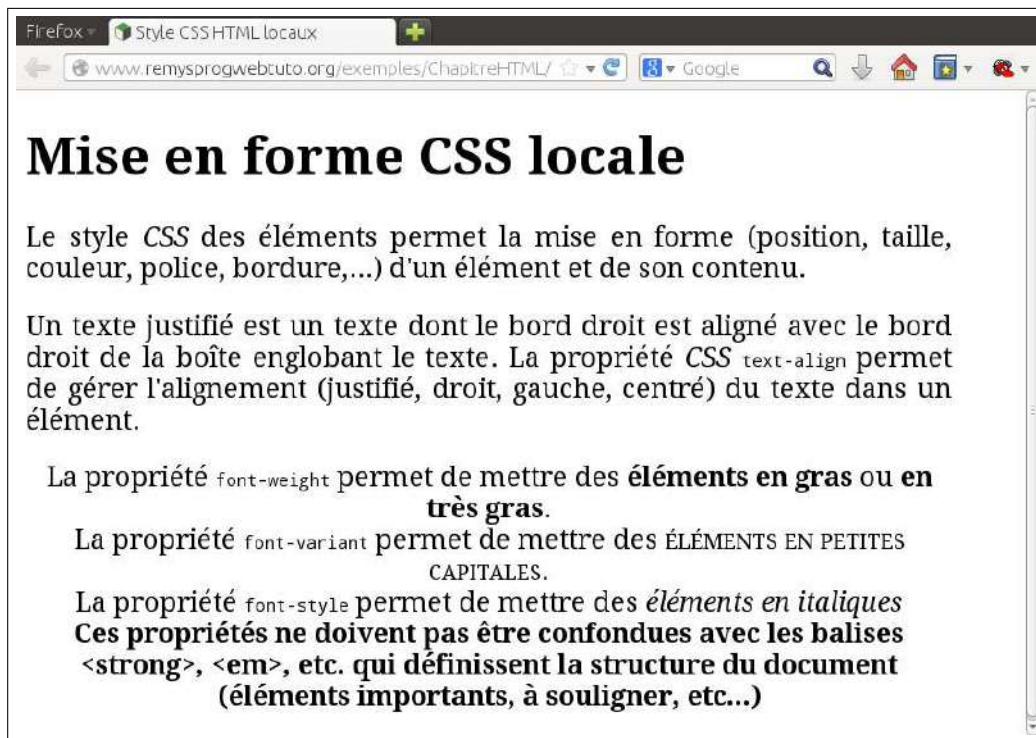 Firefox
Style CSS HTML locaux
www.remysprogwebtuto.org/exemples/ChapitreHTML/
Google
Mise en forme CSS locale
Le style CSS des éléments permet la mise en forme (position, taille,
couleur, police, bordure,...) d'un élément et de son contenu.
Un texte justifié est un texte dont le bord droit est aligné avec le bord
droit de la boîte englobant le texte. La propriété CSS text-align permet
de gérer l'alignement (justifié, droit, gauche, centré) du texte dans un
élément.
La propriété font-weight permet de mettre des éléments en gras ou en
très gras.
La propriété font-variant permet de mettre des ÉLÉMENTS EN PETITES
CAPITALES.
La propriété font-style permet de mettre des éléments en italiques
Ces propriétés ne doivent pas être confondues avec les balises
<strong>, <em>, etc. qui définissent la structure du document
(éléments importants, à souligner, etc...)